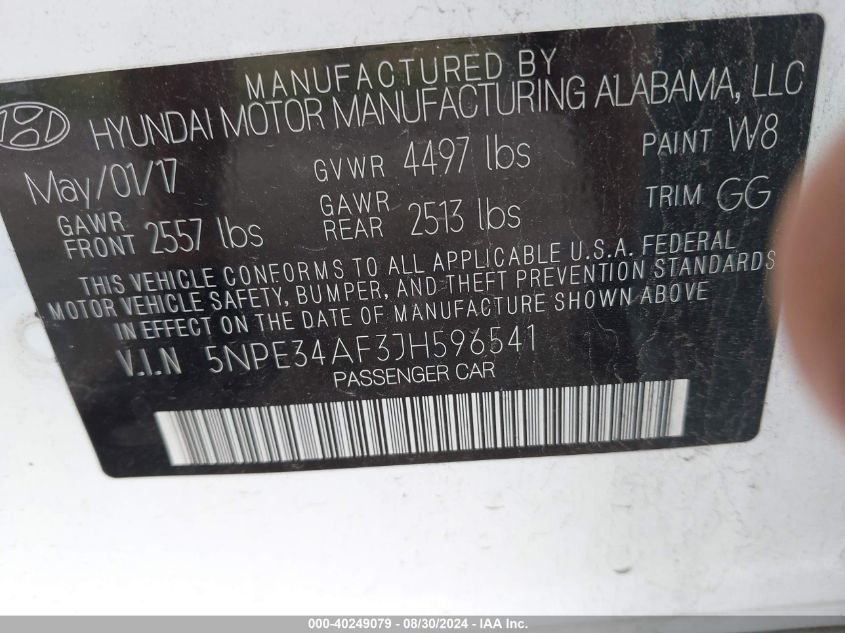 MANUFACTURED BY
HYUNDAI MOTOR MANUFACTURING ALABAMA, LLC
May/01/17 GVWR 4497 lbs PAINT W8
GAWR FRONT 2557 lbs GAWR REAR 2513 lbs TRIM GG
THIS VEHICLE CONFORMS TO ALL APPLICABLE U.S.A. FEDERAL
MOTOR VEHICLE SAFETY, BUMPER, AND THEFT PREVENTION STANDARDS
IN EFFECT ON THE DATE OF MANUFACTURE SHOWN ABOVE
V.I.N 5NPE34AF3JH596541
PASSENGER CAR
000-40249079 - 08/30/2024 - IAA Inc.